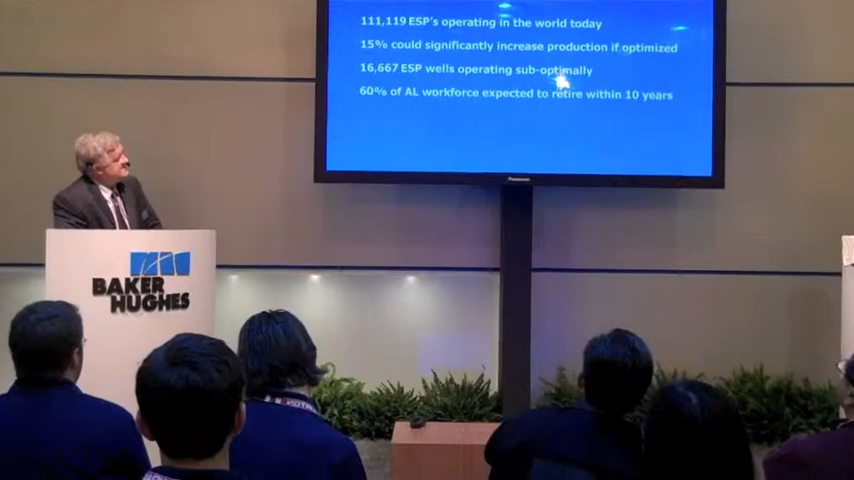 111,119 ESP's operating in the world today
15% could significantly increase production if optimized
16,667 ESP wells operating sub-optimally
60% of AL workforce expected to retire within 10 years
Panasonic
BAKER
HUGHES